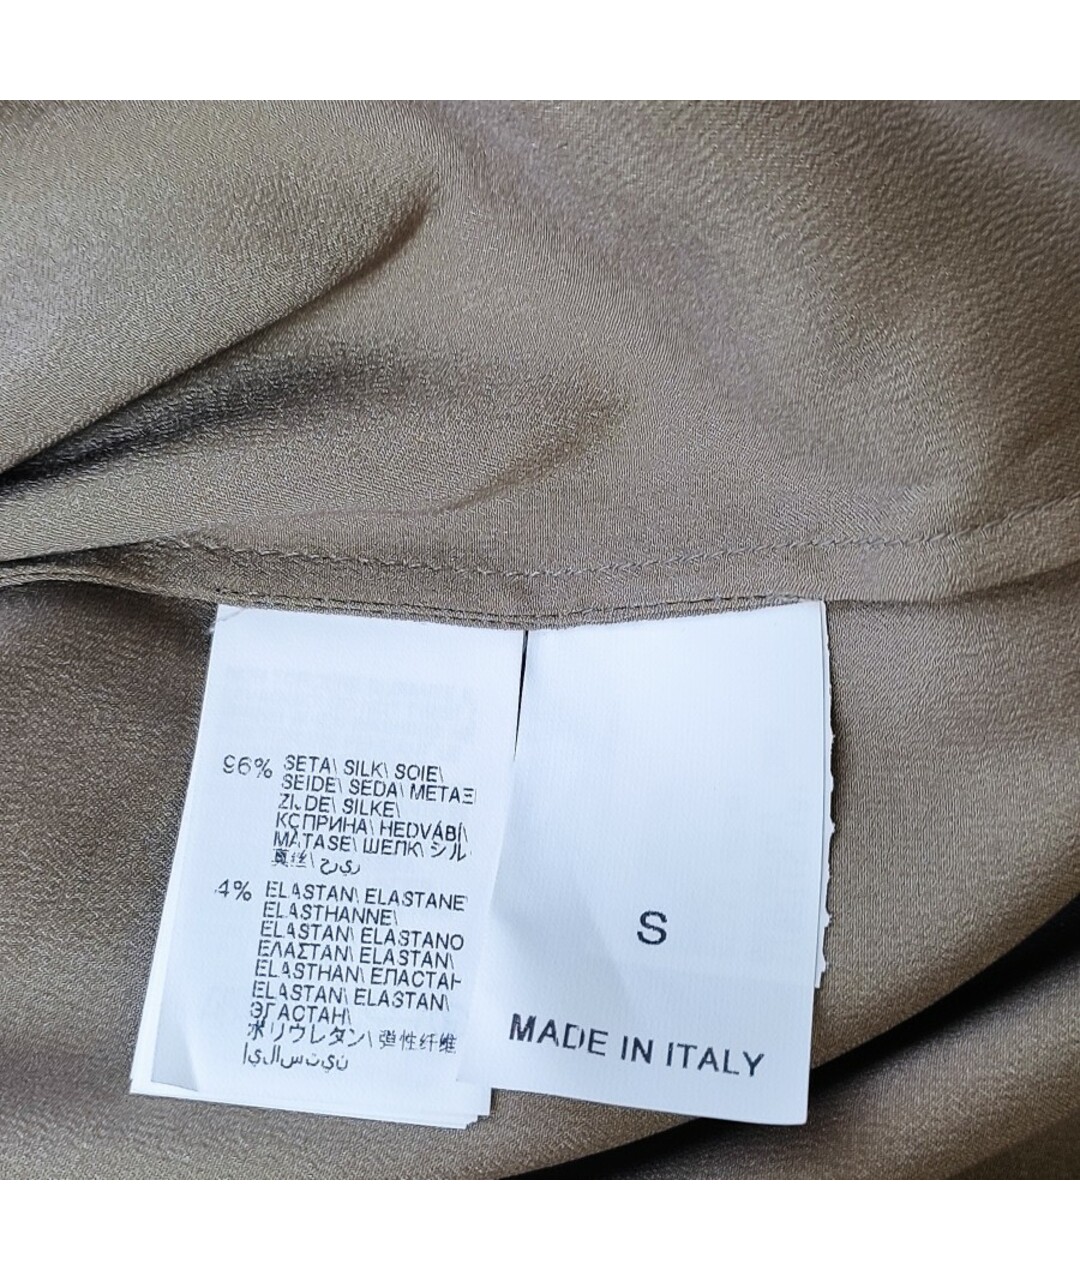 96% SETA\ SILK\ SOIE\
SEIDE\ SEDA\ ΜΕΤΑΞΙ
ZIJDE\ SILKE\
КОПРИНА\ HEDVÁBÍ\
MĂTASE\ ШЕЛК\ シル
真丝\ حرير
4% ELASTAN\ ELASTANE\
ELASTHANNE\
ELASTAN\ ELASTANO
ΕΛΑΣΤΑΝ\ ELASTAN\
ELASTHAN\ ЕЛАСТАН
ELASTAN\ ELASTAN\
ЭЛАСТАН\
ポリウレタン\ 弹性纤维
إيلاستين
S
MADE IN ITALY